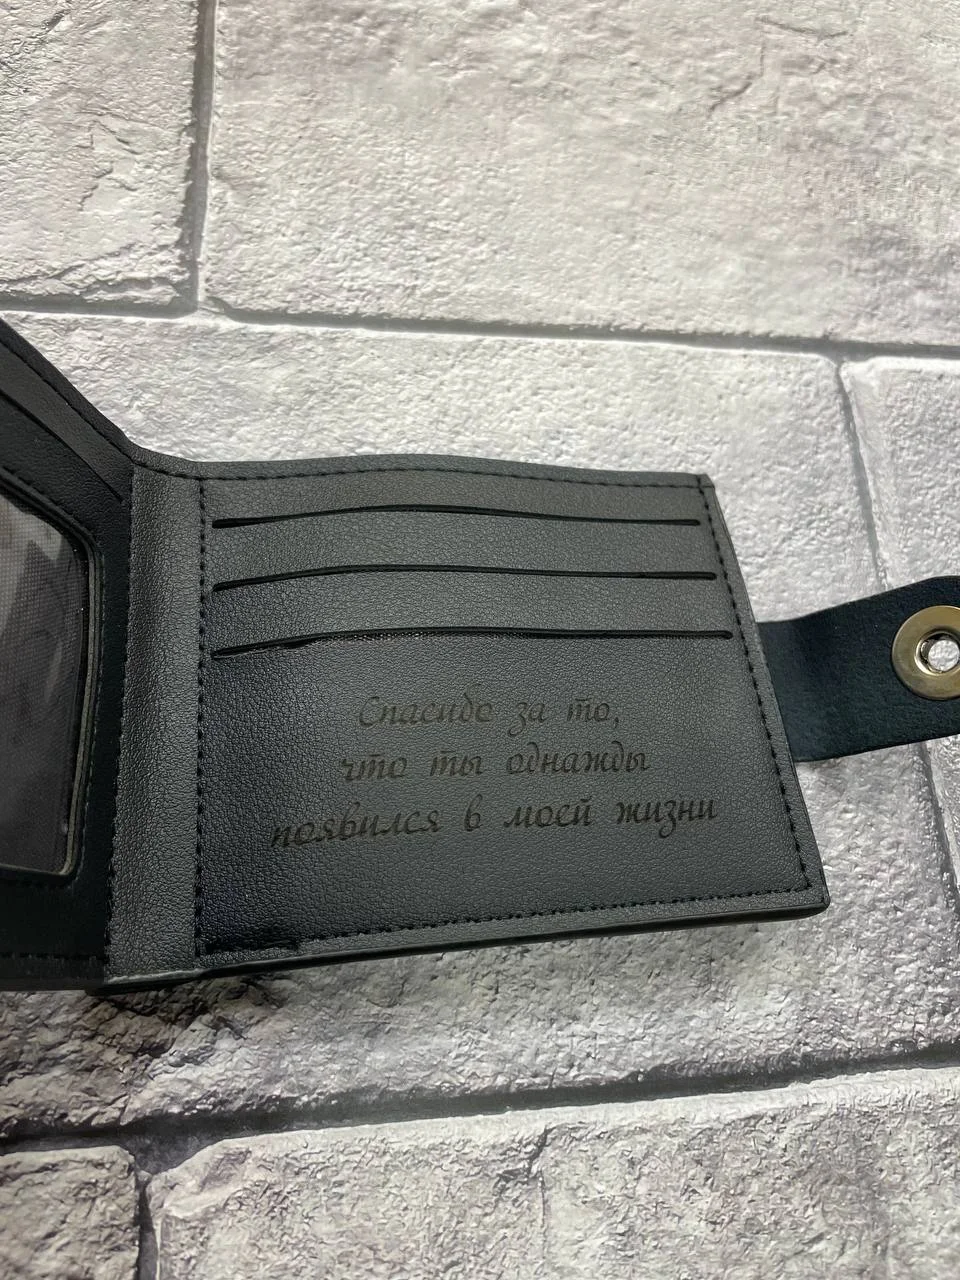 Спасибо за то,
что ты однажды
появился в моей жизни